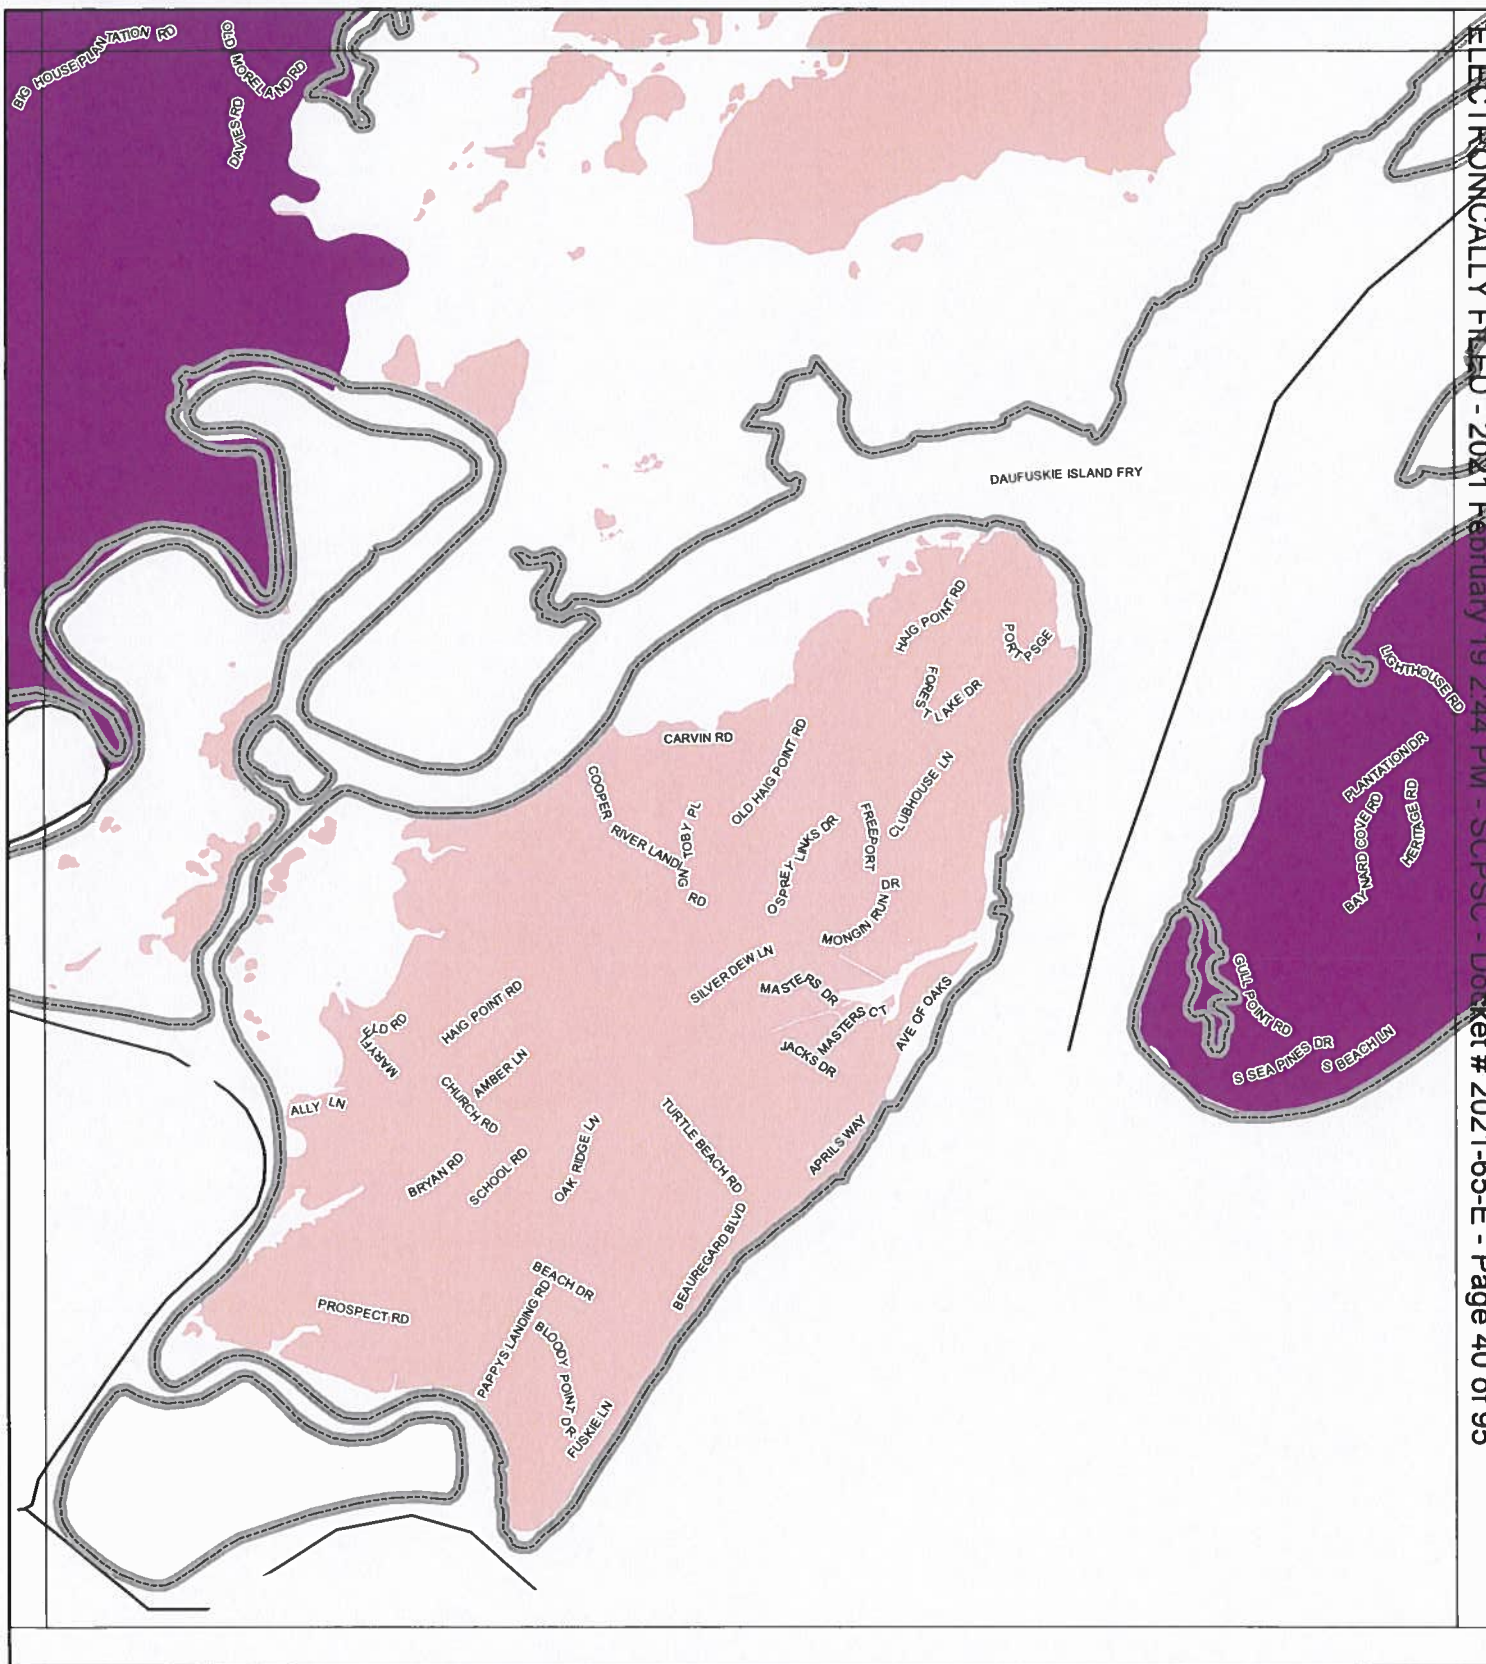 BIG HOUSE PLANTATION RD
OLD MORELAND RD
DAVIES RD
DAUFUSKIE ISLAND FRY
HAIG POINT RD
PORT PSGE
FOREST LAKE DR
CARVIN RD
OLD HAIG POINT RD
COOPER RIVER LANDING RD
TOBY PL
CLUBHOUSE LN
FREEPORT
OSPREY LINKS DR
MONGIN RUN DR
SILVER DEW LN
MASTERS DR
MASTERS CT
JACKS DR
AVE OF OAKS
HAIG POINT RD
MARYFIELD RD
AMBER LN
CHURCH RD
ALLY LN
BRYAN RD
SCHOOL RD
OAK RIDGE LN
TURTLE BEACH RD
APRILS WAY
BEAUREGARD BLVD
BEACH DR
PROSPECT RD
PAPPYS LANDING RD
BLOODY POINT DR
FUSKIE LN
LIGHTHOUSE RD
PLANTATION DR
BAYNARD COVE RD
HERITAGE RD
GULL POINT RD
S SEA PINES DR
S BEACH LN
ELECTRONICALLY FILED - 2021 February 19 2:44 PM - SCPSC - Docket # 2021-65-E - Page 40 of 95